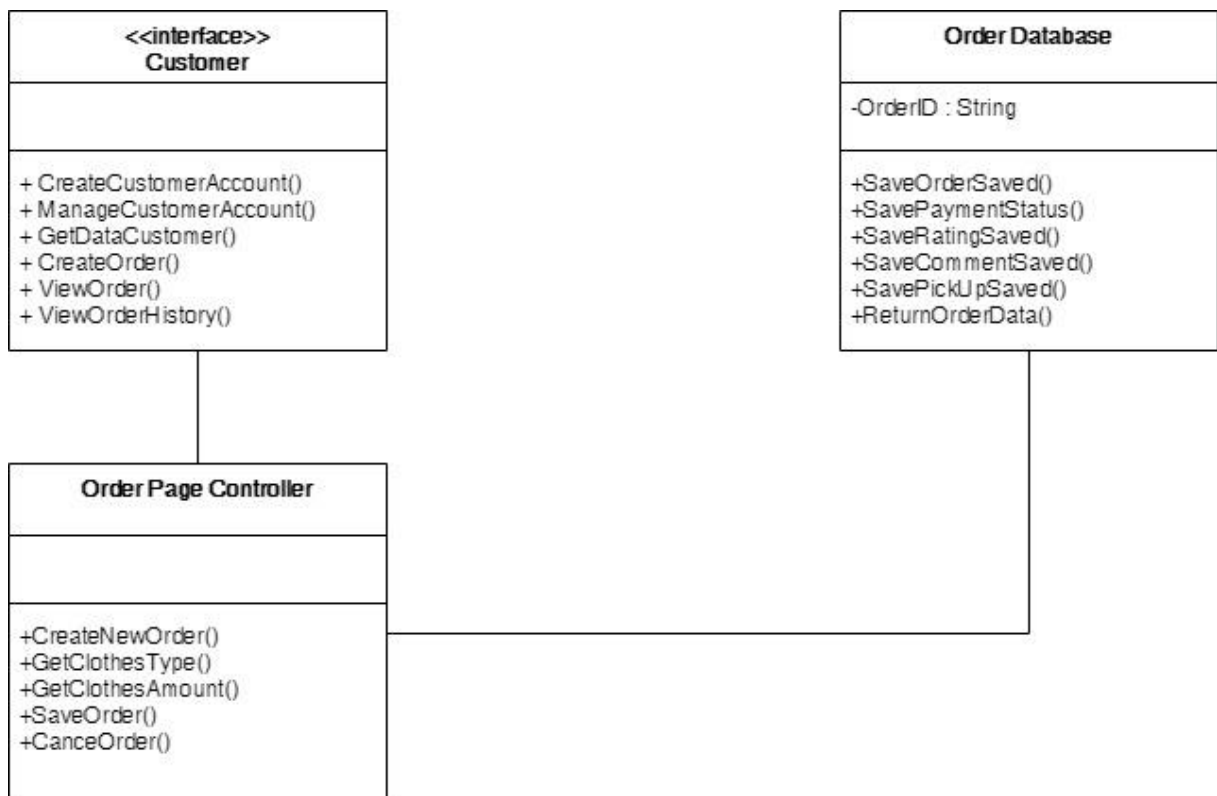 <<interface>>
Customer
+ CreateCustomerAccount()
+ ManageCustomerAccount()
+ GetDataCustomer()
+ CreateOrder()
+ ViewOrder()
+ ViewOrderHistory()
Order Database
-OrderID : String
+SaveOrderSaved()
+SavePaymentStatus()
+SaveRatingSaved()
+SaveCommentSaved()
+SavePickUpSaved()
+ReturnOrderData()
Order Page Controller
+CreateNewOrder()
+GetClothesType()
+GetClothesAmount()
+SaveOrder()
+CanceOrder()